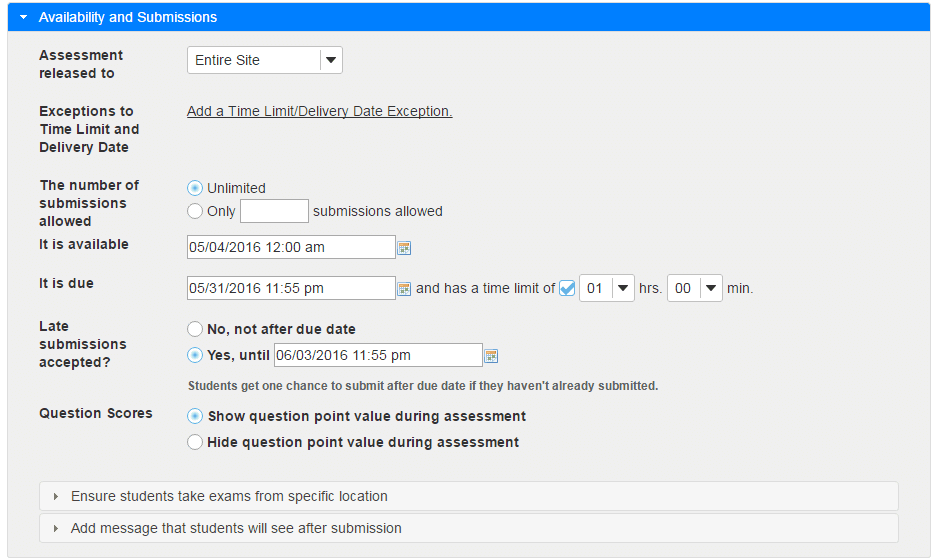 Availability and Submissions
Assessment
released to
Entire Site
Exceptions to
Time Limit and
Delivery Date
Add a Time Limit/Delivery Date Exception.
The number of
submissions
allowed
Unlimited
Only submissions allowed
It is available
05/04/2016 12:00 am
It is due
05/31/2016 11:55 pm and has a time limit of 01 hrs. 00 min.
Late
submissions
accepted?
No, not after due date
Yes, until 06/03/2016 11:55 pm
Students get one chance to submit after due date if they haven't already submitted.
Question Scores
Show question point value during assessment
Hide question point value during assessment
Ensure students take exams from specific location
Add message that students will see after submission